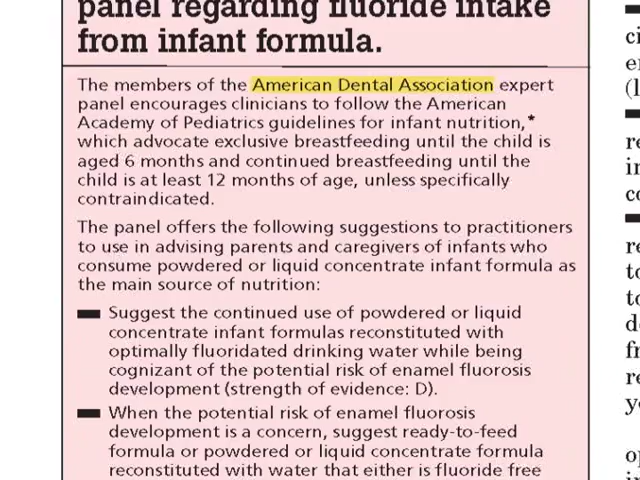 panel regarding fluoride intake
from infant formula.
The members of the American Dental Association expert
panel encourages clinicians to follow the American
Academy of Pediatrics guidelines for infant nutrition,*
which advocate exclusive breastfeeding until the child is
aged 6 months and continued breastfeeding until the
child is at least 12 months of age, unless specifically
contraindicated.
The panel offers the following suggestions to practitioners
to use in advising parents and caregivers of infants who
consume powdered or liquid concentrate infant formula as
the main source of nutrition:
Suggest the continued use of powdered or liquid
concentrate infant formulas reconstituted with
optimally fluoridated drinking water while being
cognizant of the potential risk of enamel fluorosis
development (strength of evidence: D).
When the potential risk of enamel fluorosis
development is a concern, suggest ready-to-feed
formula or powdered or liquid concentrate formula
reconstituted with water that either is fluoride free